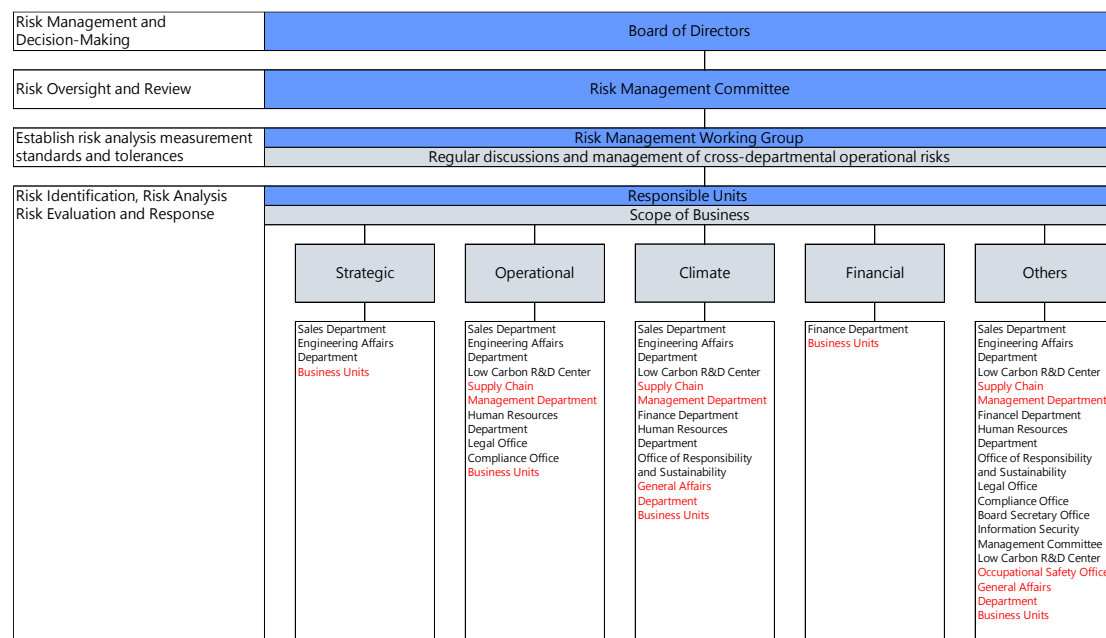 Risk Management and
Decision-Making
Board of Directors
Risk Oversight and Review
Risk Management Committee
Establish risk analysis measurement
standards and tolerances
Risk Management Working Group
Regular discussions and management of cross-departmental operational risks
Risk Identification, Risk Analysis
Risk Evaluation and Response
Responsible Units
Scope of Business
Strategic
Sales Department
Engineering Affairs
Department
Business Units
Operational
Sales Department
Engineering Affairs
Department
Low Carbon R&D Center
Supply Chain
Management Department
Human Resources
Department
Legal Office
Compliance Office
Business Units
Climate
Sales Department
Engineering Affairs
Department
Low Carbon R&D Center
Supply Chain
Management Department
Finance Department
Human Resources
Department
Office of Responsibility
and Sustainability
General Affairs
Department
Business Units
Financial
Finance Department
Business Units
Others
Sales Department
Engineering Affairs
Department
Low Carbon R&D Center
Supply Chain
Management Department
Financel Department
Human Resources
Department
Office of Responsibility
and Sustainability
Legal Office
Compliance Office
Board Secretary Office
Information Security
Management Committee
Low Carbon R&D Center
Occupational Safety Office
General Affairs
Department
Business Units